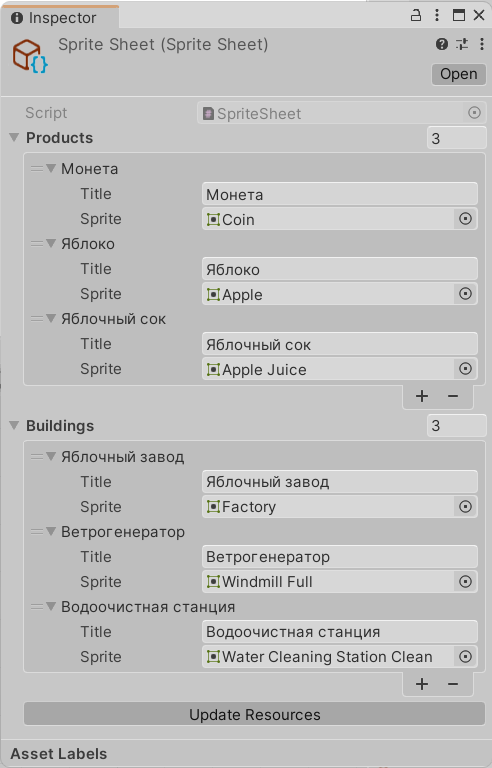 Inspector
Sprite Sheet (Sprite Sheet)
Open
Script SpriteSheet
Products 3
Монета
Title Монета
Sprite Coin
Яблоко
Title Яблоко
Sprite Apple
Яблочный сок
Title Яблочный сок
Sprite Apple Juice
+ −
Buildings 3
Яблочный завод
Title Яблочный завод
Sprite Factory
Ветрогенератор
Title Ветрогенератор
Sprite Windmill Full
Водоочистная станция
Title Водоочистная станция
Sprite Water Cleaning Station Clean
+ −
Update Resources
Asset Labels